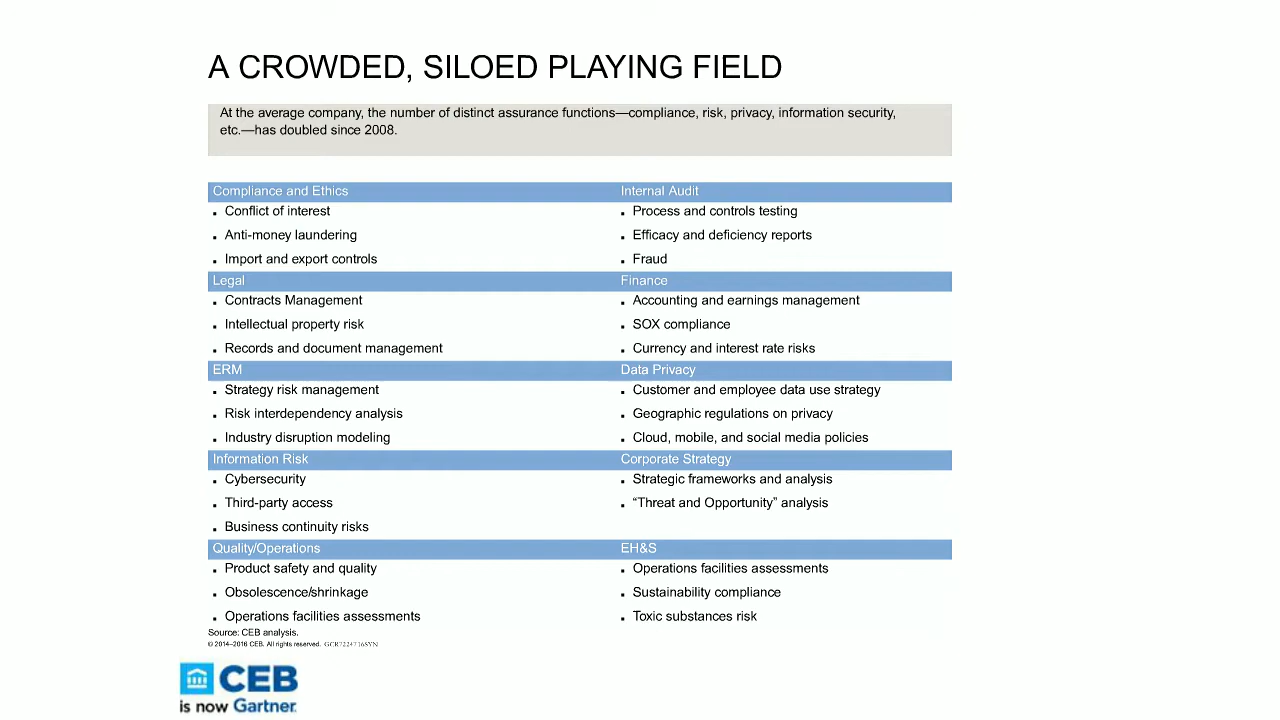 A CROWDED, SILOED PLAYING FIELD
At the average company, the number of distinct assurance functions—compliance, risk, privacy, information security,
etc.—has doubled since 2008.
Compliance and Ethics
Internal Audit
▪ Conflict of interest
▪ Process and controls testing
▪ Anti-money laundering
▪ Efficacy and deficiency reports
▪ Import and export controls
▪ Fraud
Legal
Finance
▪ Contracts Management
▪ Accounting and earnings management
▪ Intellectual property risk
▪ SOX compliance
▪ Records and document management
▪ Currency and interest rate risks
ERM
Data Privacy
▪ Strategy risk management
▪ Customer and employee data use strategy
▪ Risk interdependency analysis
▪ Geographic regulations on privacy
▪ Industry disruption modeling
▪ Cloud, mobile, and social media policies
Information Risk
Corporate Strategy
▪ Cybersecurity
▪ Strategic frameworks and analysis
▪ Third-party access
▪ “Threat and Opportunity” analysis
▪ Business continuity risks
Quality/Operations
EH&S
▪ Product safety and quality
▪ Operations facilities assessments
▪ Obsolescence/shrinkage
▪ Sustainability compliance
▪ Operations facilities assessments
▪ Toxic substances risk
Source: CEB analysis.
© 2014–2016 CEB. All rights reserved.
CEB
is now Gartner